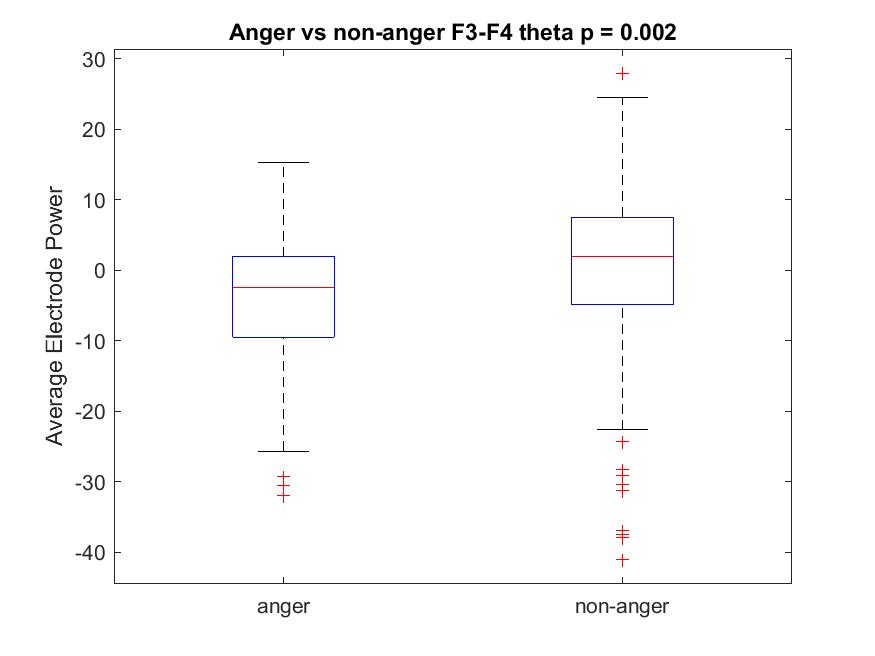 Anger vs non-anger F3-F4 theta p = 0.002
30
20
10
0
-10
-20
-30
-40
Average Electrode Power
anger
non-anger